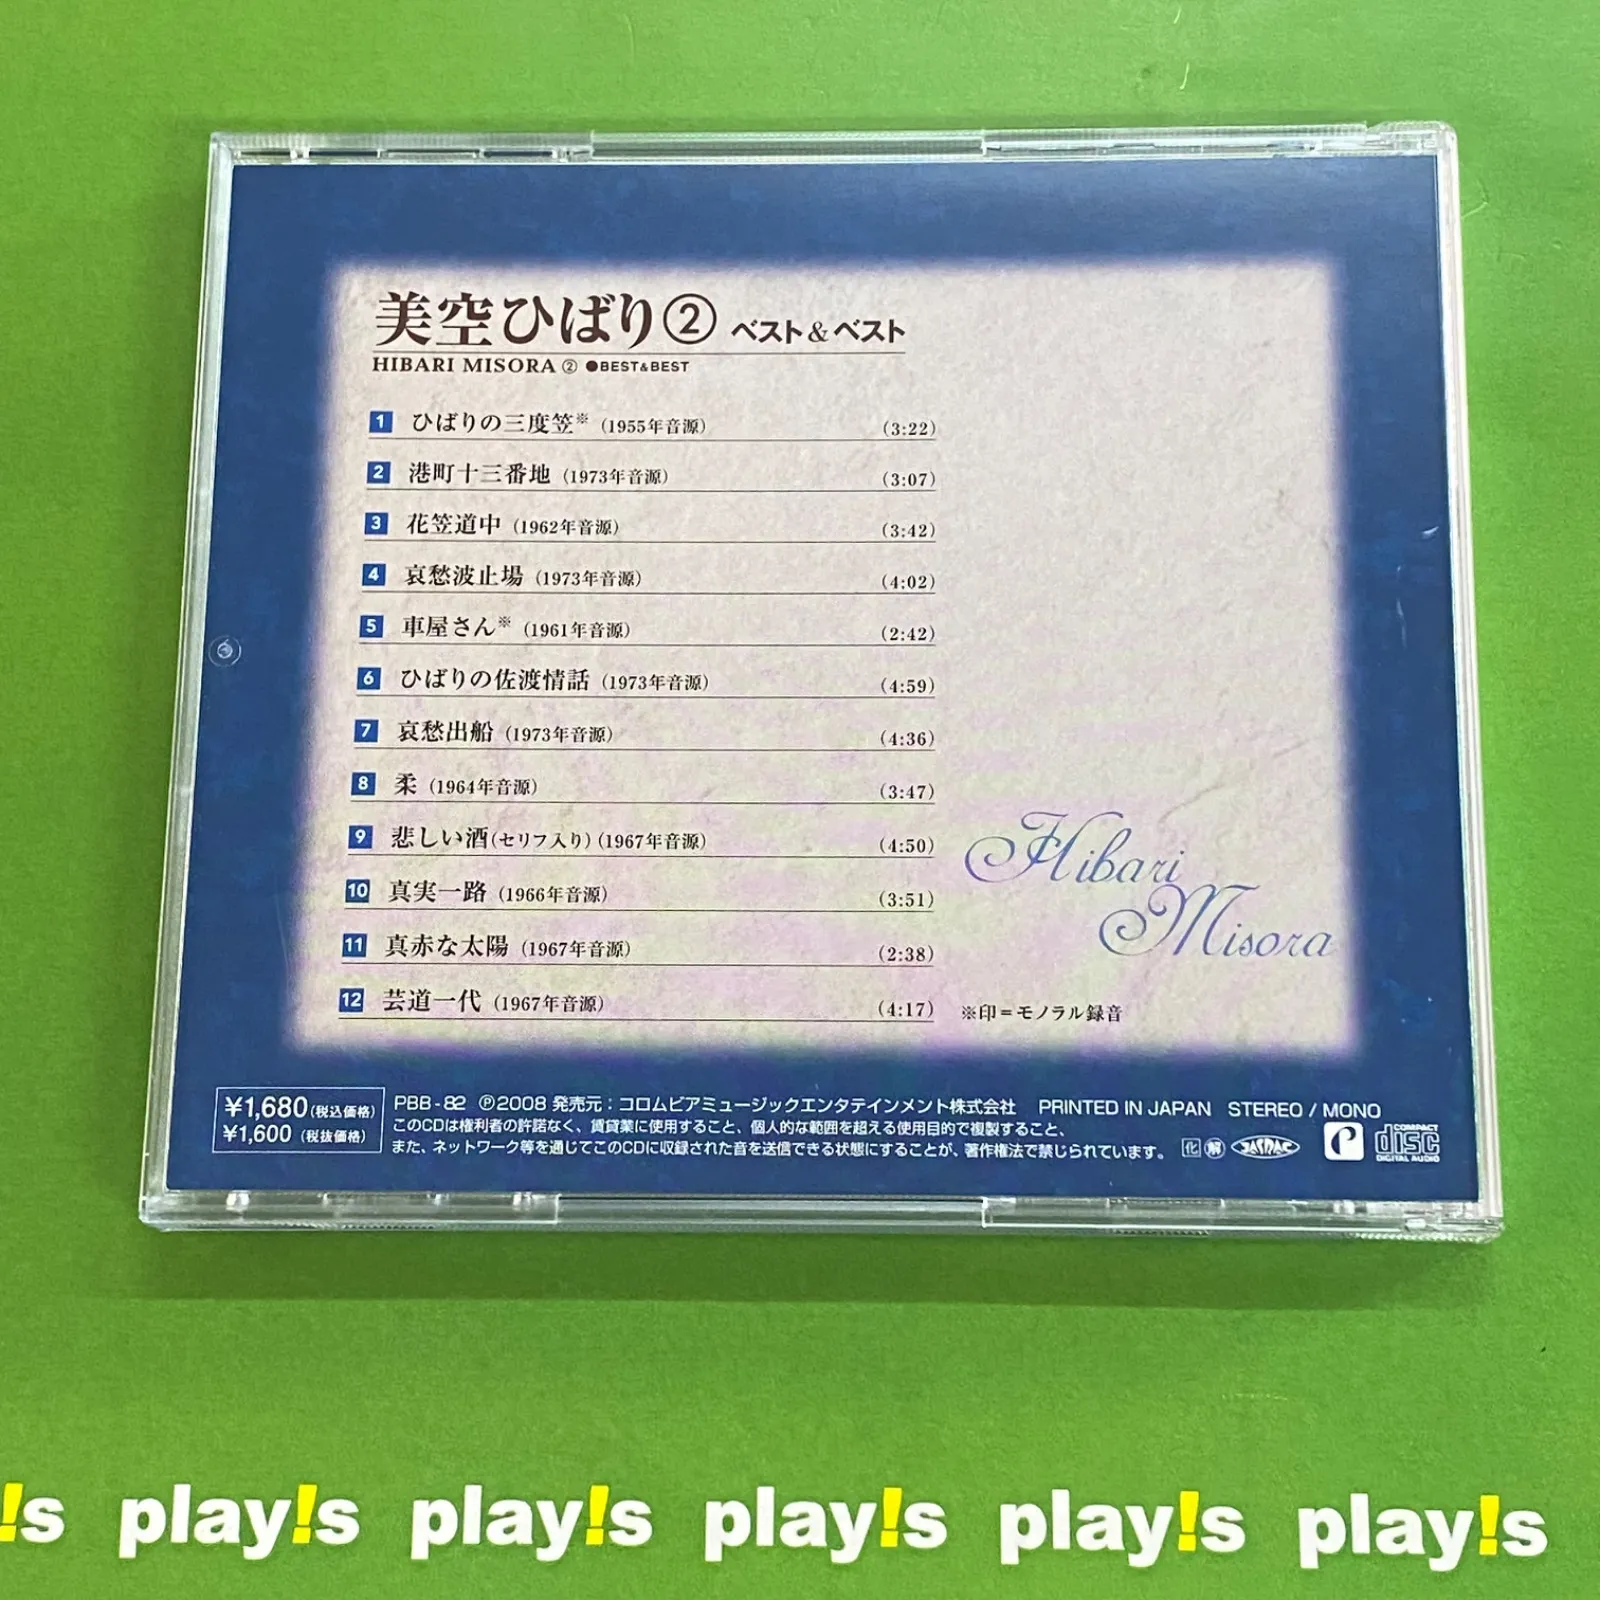 美空ひばり② ベスト&ベスト
HIBARI MISORA ② ●BEST&BEST
1 ひばりの三度笠※ (1955年音源) (3:22)
2 港町十三番地 (1973年音源) (3:07)
3 花笠道中 (1962年音源) (3:42)
4 哀愁波止場 (1973年音源) (4:02)
5 車屋さん※ (1961年音源) (2:42)
6 ひばりの佐渡情話 (1973年音源) (4:59)
7 哀愁出船 (1973年音源) (4:36)
8 柔 (1964年音源) (3:47)
9 悲しい酒(セリフ入り) (1967年音源) (4:50)
10 真実一路 (1966年音源) (3:51)
11 真赤な太陽 (1967年音源) (2:38)
12 芸道一代 (1967年音源) (4:17)
Hibari
Misora
※印=モノラル録音
¥1,680(税込価格)
¥1,600 (税抜価格)
PBB-82 ℗2008 発売元:コロムビアミュージックエンタテインメント株式会社 PRINTED IN JAPAN STEREO / MONO
このCDは権利者の許諾なく、賃貸業に使用すること、個人的な範囲を超える使用目的で複製すること、
また、ネットワーク等を通じてこのCDに収録された音を送信できる状態にすることが、著作権法で禁じられています。
化 解 JASRAC
COMPACT
disc
DIGITAL AUDIO
!s play!s play!s play!s play!s play!s